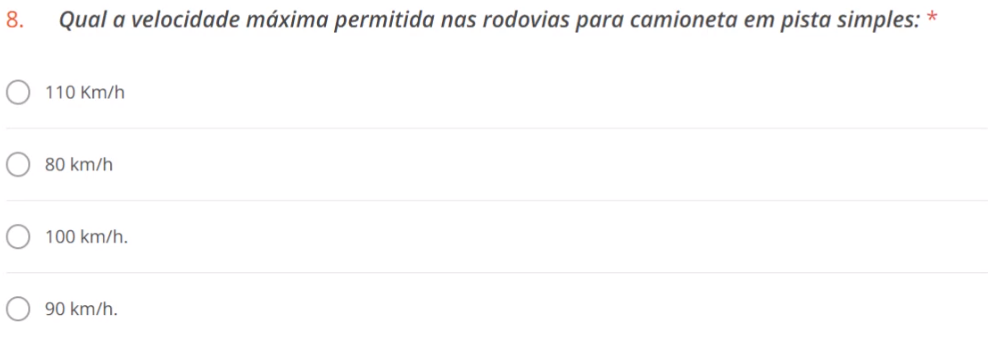 8. Qual a velocidade máxima permitida nas rodovias para camioneta em pista simples: *
110 Km/h
80 km/h
100 km/h.
90 km/h.